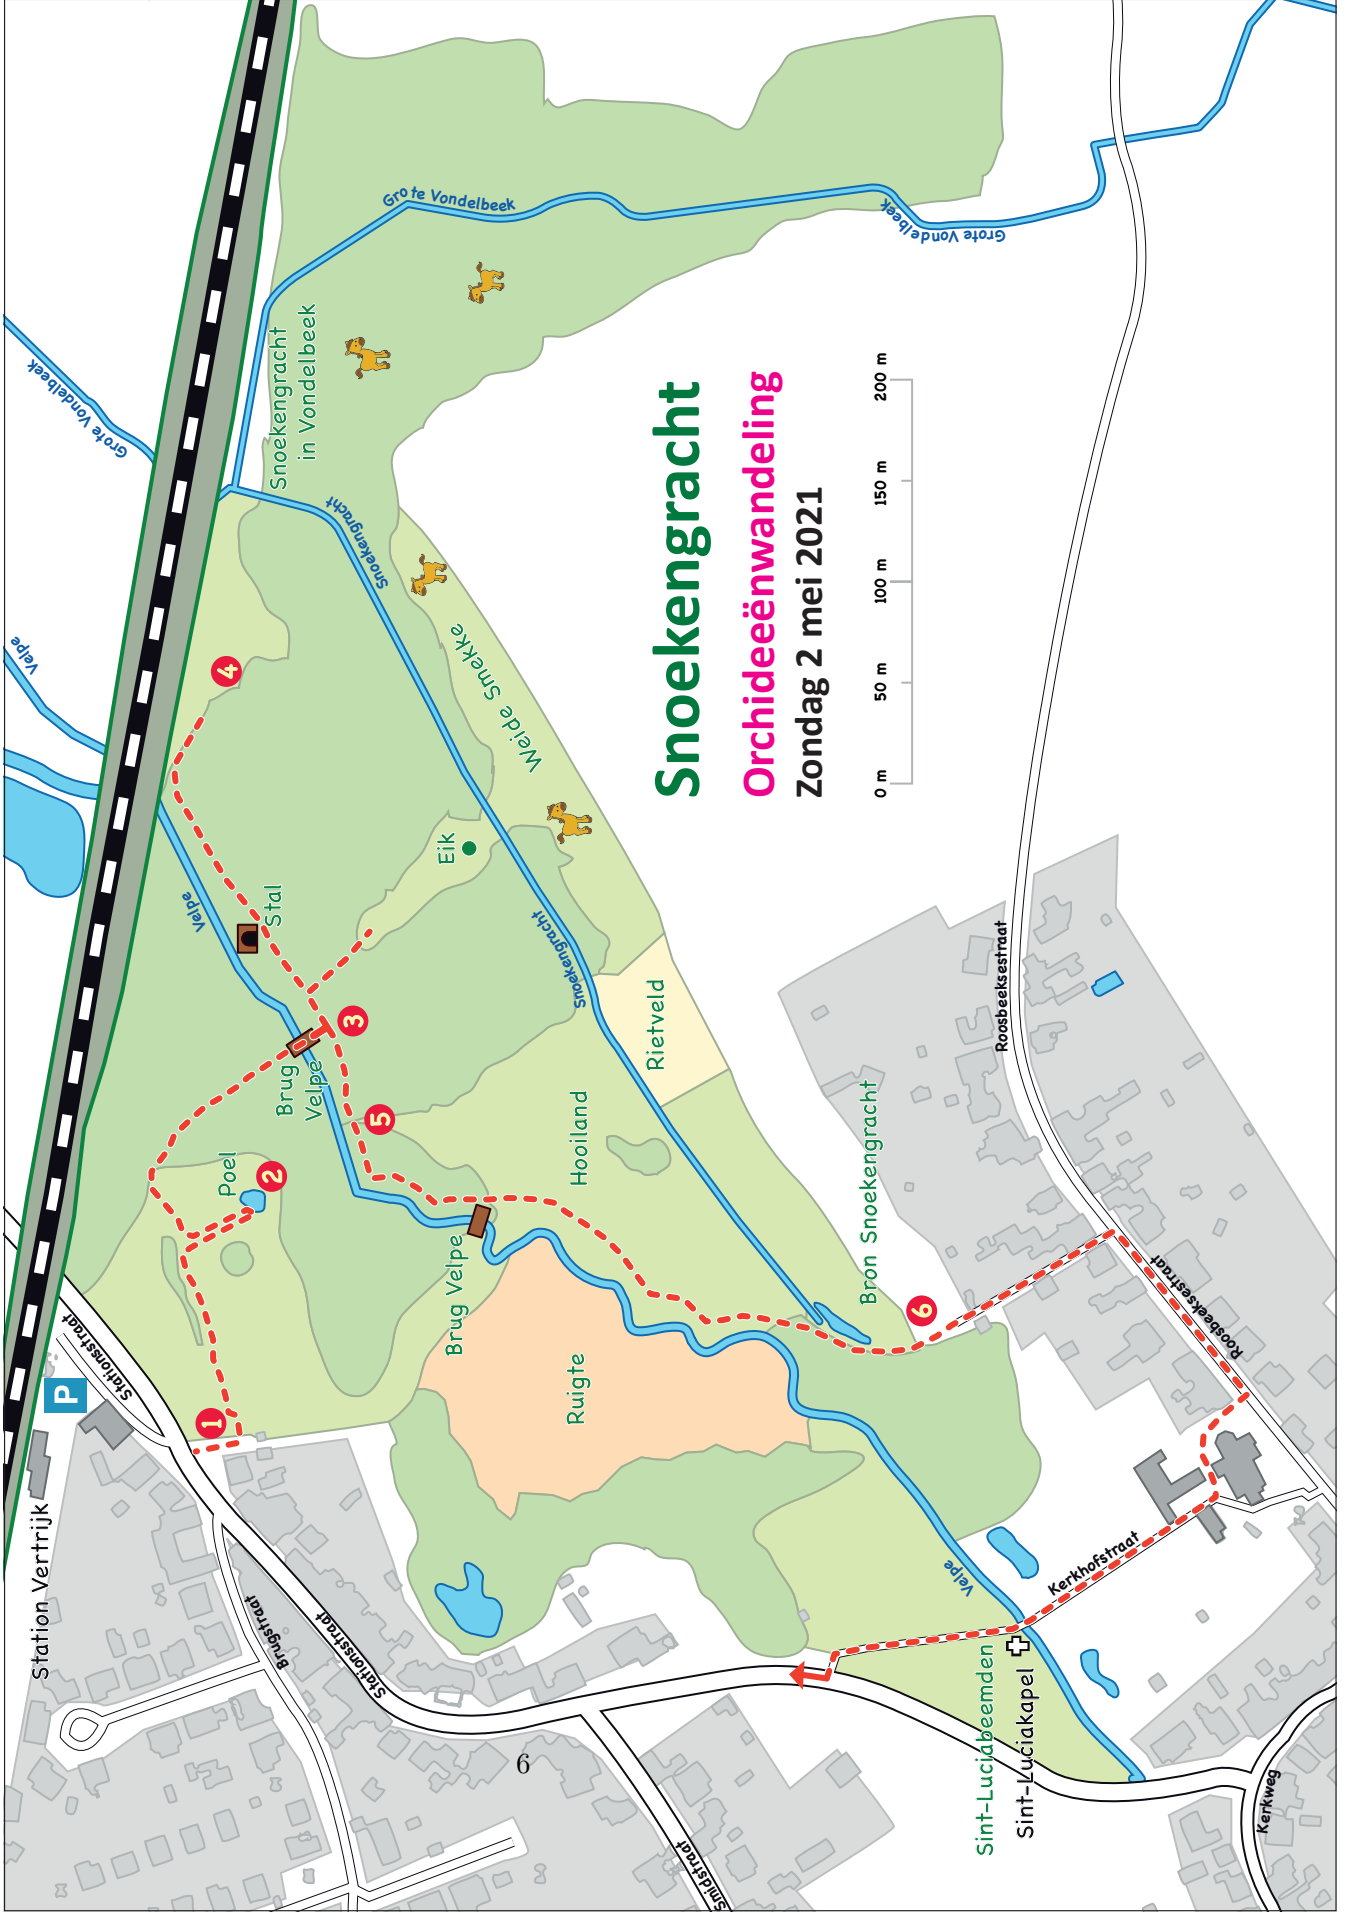 Snoekengracht
Orchideeënwandeling
Zondag 2 mei 2021
0 m
50 m
100 m
150 m
200 m
Station Vertrijk
P
Stationsstraat
Stationsstraat
Brugstraat
Smidstraat
Kerkweg
Kerkhofstraat
Roosbeeksestraat
Roosbeeksestraat
Sint-Luciabeemden
Sint-Luciakapel
Velpe
Velpe
Velpe
Grote Vondelbeek
Grote Vondelbeek
Grote Vondelbeek
Snoekengracht
Snoekengracht
Snoekengracht
in Vondelbeek
Weide Smekke
Eik
Stal
Brug
Velpe
Poel
Brug Velpe
Hooiland
Rietveld
Ruigte
Bron Snoekengracht
1
2
3
4
5
6
6